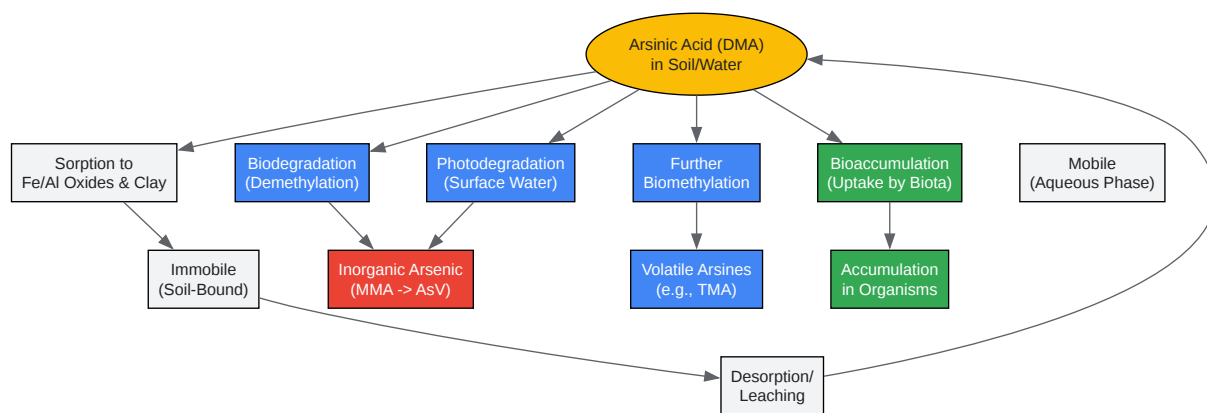 Arsinic Acid (DMA)
in Soil/Water
Sorption to
Fe/Al Oxides & Clay
Biodegradation
(Demethylation)
Photodegradation
(Surface Water)
Further
Biomethylation
Bioaccumulation
(Uptake by Biota)
Mobile
(Aqueous Phase)
Immobile
(Soil-Bound)
Inorganic Arsenic
(MMA -> AsV)
Volatile Arsines
(e.g., TMA)
Accumulation
in Organisms
Desorption/
Leaching